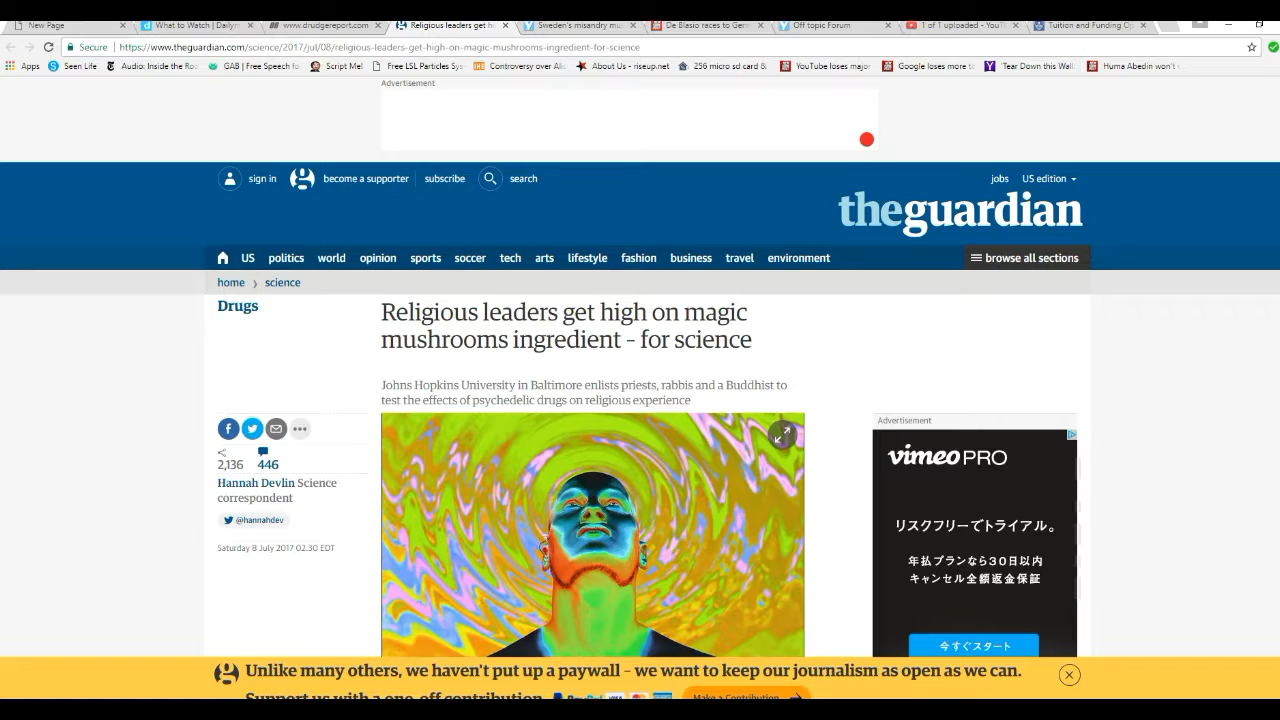 New Page
What to Watch | Dailym
www.drudgereport.com
Religious leaders get h
Sweden's misandry mu
De Blasio races to Ger
Off topic Forum
1 of 1 uploaded - YouT
Tuition and Funding O
Secure
https://www.theguardian.com/science/2017/jul/08/religious-leaders-get-high-on-magic-mushrooms-ingredient-for-science
Apps
Seen Life
Audio: Inside the Ro
GAB | Free Speech fo
Script Me!
Free LSL Particles Sys
Controversy over Ali
About Us - riseup.net
256 micro sd card &
YouTube loses major
Google loses more t
'Tear Down this Wall
Huma Abedin won't
Advertisement
sign in
become a supporter
subscribe
search
jobs
US edition
theguardian
US
politics
world
opinion
sports
soccer
tech
arts
lifestyle
fashion
business
travel
environment
browse all sections
home
science
Drugs
Religious leaders get high on magic
mushrooms ingredient – for science
Johns Hopkins University in Baltimore enlists priests, rabbis and a Buddhist to
test the effects of psychedelic drugs on religious experience
2,136
446
Hannah Devlin Science
correspondent
@hannahdev
Saturday 8 July 2017 02.30 EDT
Advertisement
vimeo PRO
リスクフリーでトライアル。
年払プランなら30日以内
キャンセル全額返金保証
今すぐスタート
Unlike many others, we haven't put up a paywall – we want to keep our journalism as open as we can.
Support us with a one-off contribution
PayPal
VISA
Make a Contribution